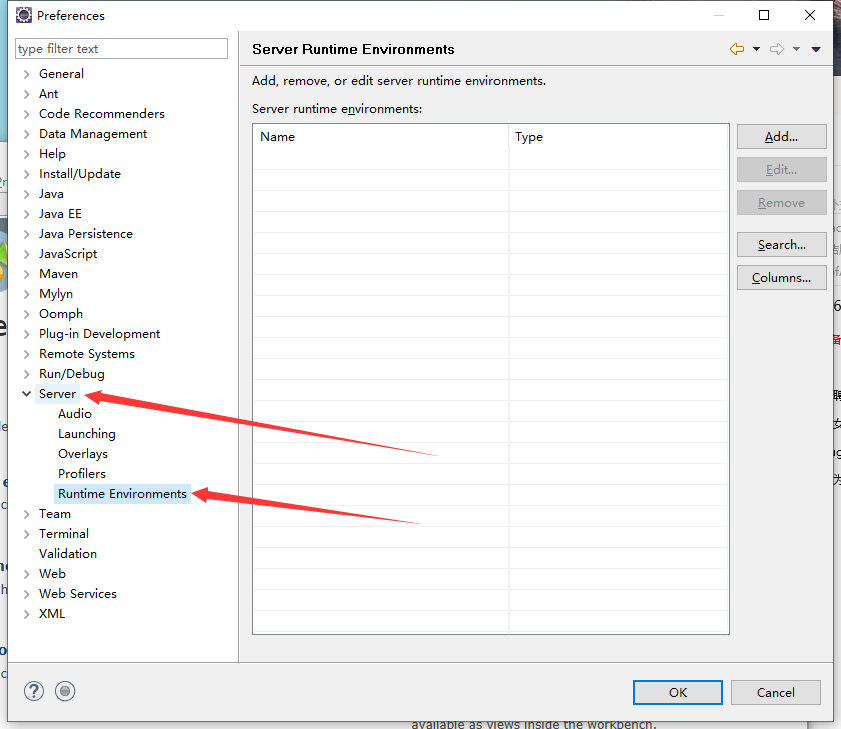 Preferences
type filter text
General
Ant
Code Recommenders
Data Management
Help
Install/Update
Java
Java EE
Java Persistence
JavaScript
Maven
Mylyn
Oomph
Plug-in Development
Remote Systems
Run/Debug
Server
Audio
Launching
Overlays
Profilers
Runtime Environments
Team
Terminal
Validation
Web
Web Services
XML
Server Runtime Environments
Add, remove, or edit server runtime environments.
Server runtime environments:
Name Type
Add...
Edit...
Remove
Search...
Columns...
?
OK Cancel
available as views inside the workbench.